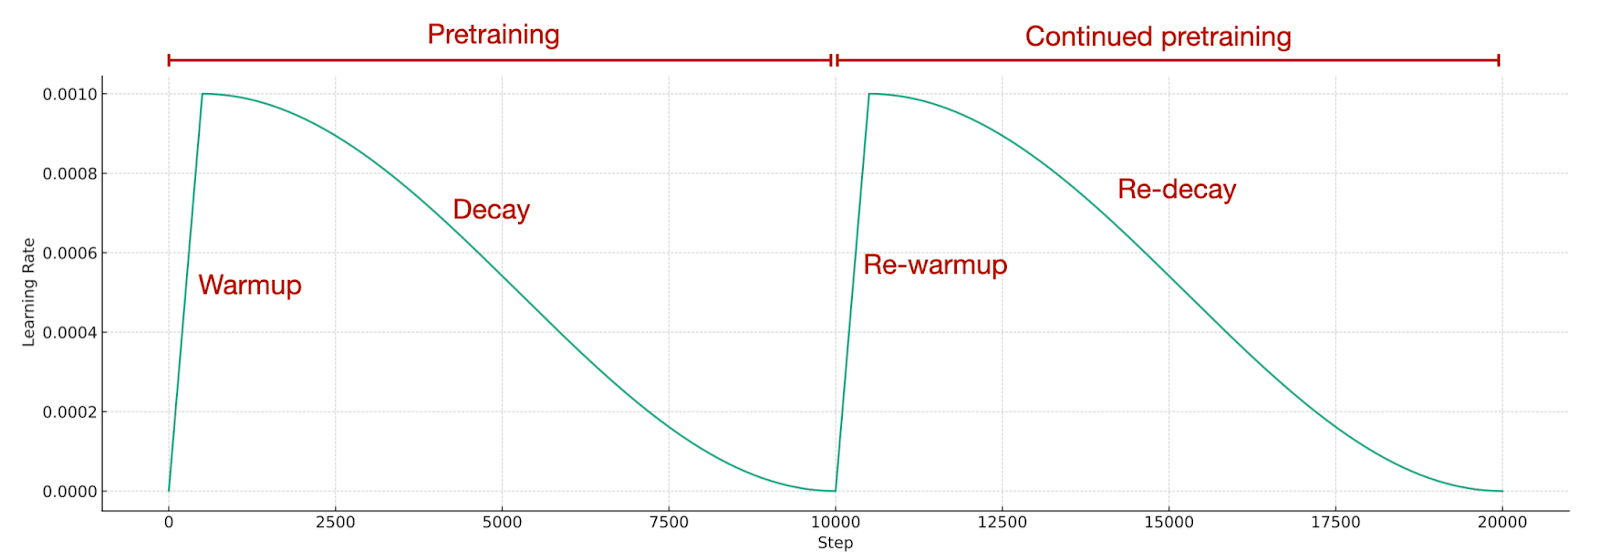 Pretraining
Continued pretraining
0.0010
0.0008
0.0006
0.0004
0.0002
0.0000
Learning Rate
Warmup
Decay
Re-warmup
Re-decay
0
2500
5000
7500
10000
12500
15000
17500
20000
Step